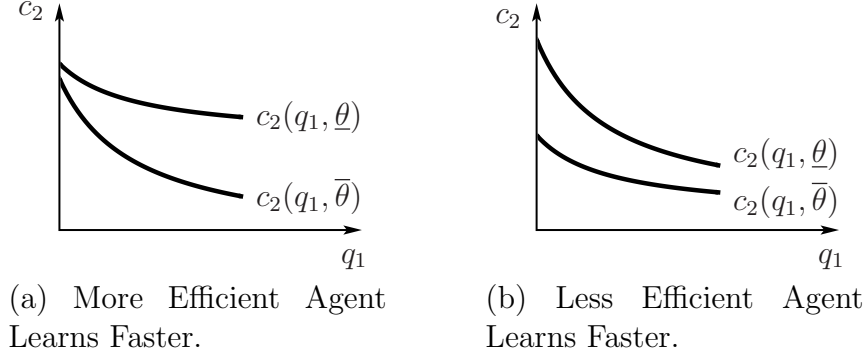 c₂
c₂(q₁, θ̲)
c₂(q₁, θ̅)
q₁
(a) More Efficient Agent
Learns Faster.
c₂
c₂(q₁, θ̲)
c₂(q₁, θ̅)
q₁
(b) Less Efficient Agent
Learns Faster.